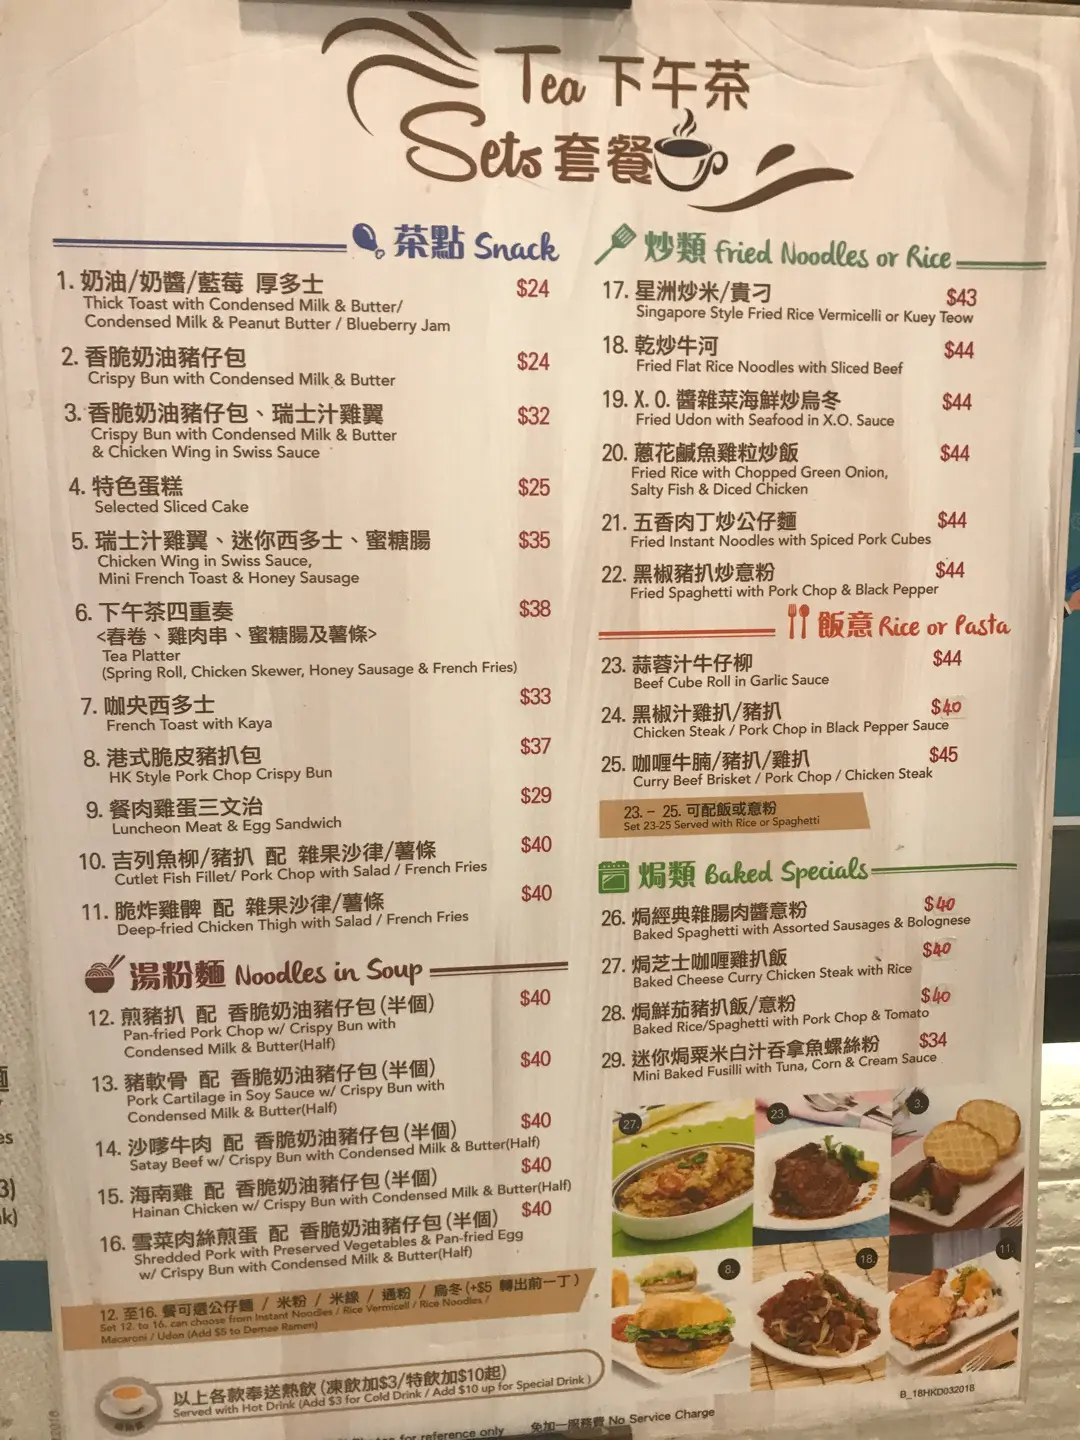 Tea 下午茶
Sets 套餐
茶點 Snack
1. 奶油/奶醬/藍莓 厚多士 $24
Thick Toast with Condensed Milk & Butter/
Condensed Milk & Peanut Butter / Blueberry Jam
2. 香脆奶油豬仔包 $24
Crispy Bun with Condensed Milk & Butter
3. 香脆奶油豬仔包、瑞士汁雞翼 $32
Crispy Bun with Condensed Milk & Butter
& Chicken Wing in Swiss Sauce
4. 特色蛋糕 $25
Selected Sliced Cake
5. 瑞士汁雞翼、迷你西多士、蜜糖腸 $35
Chicken Wing in Swiss Sauce,
Mini French Toast & Honey Sausage
6. 下午茶四重奏 $38
<春卷、雞肉串、蜜糖腸及薯條>
Tea Platter
(Spring Roll, Chicken Skewer, Honey Sausage & French Fries)
7. 咖央西多士 $33
French Toast with Kaya
8. 港式脆皮豬扒包 $37
HK Style Pork Chop Crispy Bun
9. 餐肉雞蛋三文治 $29
Luncheon Meat & Egg Sandwich
10. 吉列魚柳/豬扒 配 雜果沙律/薯條 $40
Cutlet Fish Fillet/ Pork Chop with Salad / French Fries
11. 脆炸雞髀 配 雜果沙律/薯條 $40
Deep-fried Chicken Thigh with Salad / French Fries
湯粉麵 Noodles in Soup
12. 煎豬扒 配 香脆奶油豬仔包(半個) $40
Pan-fried Pork Chop w/ Crispy Bun with
Condensed Milk & Butter(Half)
13. 豬軟骨 配 香脆奶油豬仔包(半個) $40
Pork Cartilage in Soy Sauce w/ Crispy Bun with
Condensed Milk & Butter(Half)
14. 沙嗲牛肉 配 香脆奶油豬仔包(半個) $40
Satay Beef w/ Crispy Bun with Condensed Milk & Butter(Half)
15. 海南雞 配 香脆奶油豬仔包(半個) $40
Hainan Chicken w/ Crispy Bun with Condensed Milk & Butter(Half)
16. 雪菜肉絲煎蛋 配 香脆奶油豬仔包(半個) $40
Shredded Pork with Preserved Vegetables & Pan-fried Egg
w/ Crispy Bun with Condensed Milk & Butter(Half)
12. 至16. 餐可選公仔麵 / 米粉 / 米線 / 通粉 / 烏冬(+$5 轉出前一丁)
Set 12. to 16. can choose from Instant Noodles / Rice Vermicell / Rice Noodles /
Macaroni / Udon (Add $5 to Demae Ramen)
以上各款奉送熱飲 (凍飲加$3/特飲加$10起)
Served with Hot Drink (Add $3 for Cold Drink / Add $10 up for Special Drink)
for reference only
免加一服務費 No Service Charge
炒類 Fried Noodles or Rice
17. 星洲炒米/貴刁 $43
Singapore Style Fried Rice Vermicelli or Kuey Teow
18. 乾炒牛河 $44
Fried Flat Rice Noodles with Sliced Beef
19. X. O. 醬雜菜海鮮炒烏冬 $44
Fried Udon with Seafood in X.O. Sauce
20. 蔥花鹹魚雞粒炒飯 $44
Fried Rice with Chopped Green Onion,
Salty Fish & Diced Chicken
21. 五香肉丁炒公仔麵 $44
Fried Instant Noodles with Spiced Pork Cubes
22. 黑椒豬扒炒意粉 $44
Fried Spaghetti with Pork Chop & Black Pepper
飯意 Rice or Pasta
23. 蒜蓉汁牛仔柳 $44
Beef Cube Roll in Garlic Sauce
24. 黑椒汁雞扒/豬扒 $40
Chicken Steak / Pork Chop in Black Pepper Sauce
25. 咖喱牛腩/豬扒/雞扒 $45
Curry Beef Brisket / Pork Chop / Chicken Steak
23. – 25. 可配飯或意粉
Set 23-25 Served with Rice or Spaghetti
焗類 Baked Specials
26. 焗經典雜腸肉醬意粉 $40
Baked Spaghetti with Assorted Sausages & Bolognese
27. 焗芝士咖喱雞扒飯 $40
Baked Cheese Curry Chicken Steak with Rice
28. 焗鮮茄豬扒飯/意粉 $40
Baked Rice/Spaghetti with Pork Chop & Tomato
29. 迷你焗粟米白汁吞拿魚螺絲粉 $34
Mini Baked Fusilli with Tuna, Corn & Cream Sauce
27.
23.
3.
8.
18.
11.
B_18HKD032018